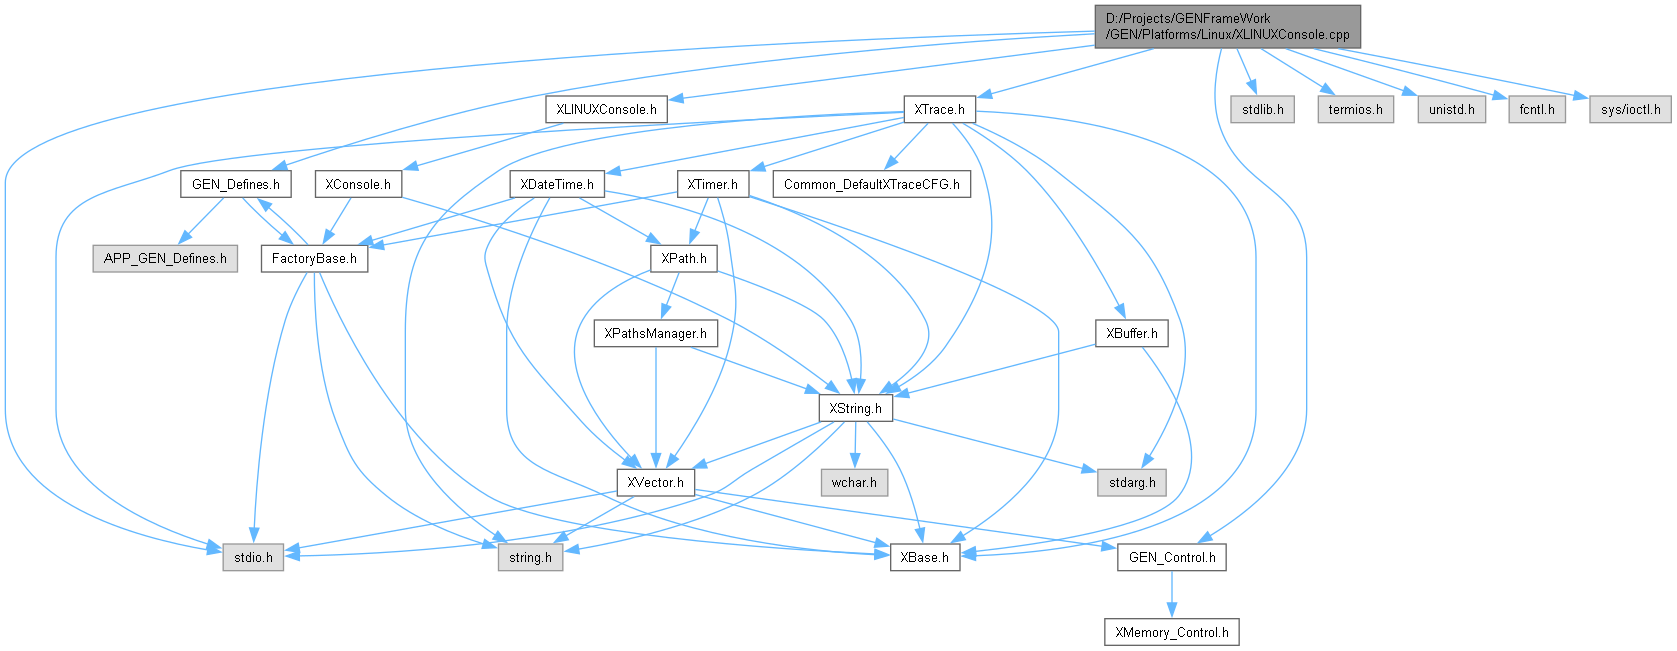 D:/Projects/GENFrameWork
/GEN/Platforms/Linux/XLINUXConsole.cpp
XLINUXConsole.h
XTrace.h
stdlib.h
termios.h
unistd.h
fcntl.h
sys/ioctl.h
GEN_Defines.h
XConsole.h
XDateTime.h
XTimer.h
Common_DefaultXTraceCFG.h
APP_GEN_Defines.h
FactoryBase.h
XPath.h
XPathsManager.h
XBuffer.h
XString.h
XVector.h
wchar.h
stdarg.h
stdio.h
string.h
XBase.h
GEN_Control.h
XMemory_Control.h